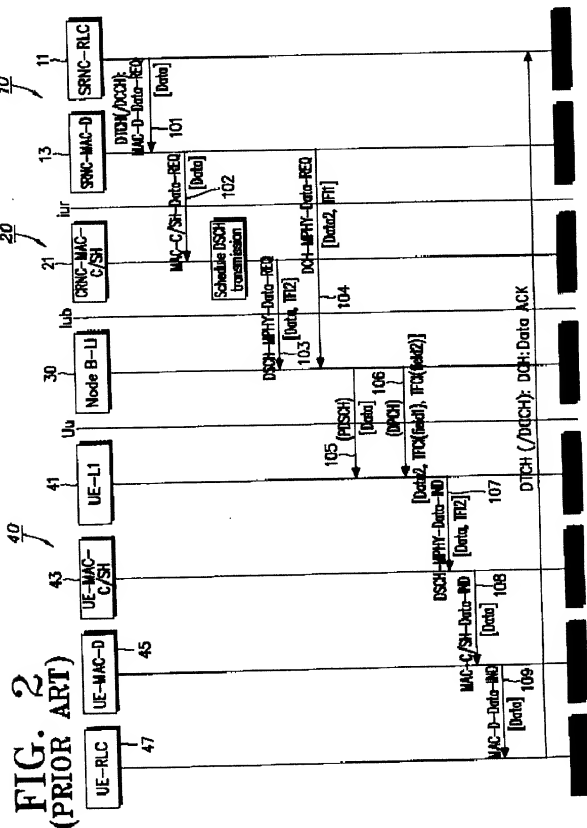 FIG. 2
(PRIOR ART)
40
20
10
47
45
43
41
30
21
13
11
UE-RLC
UE-MAC-D
UE-MAC-
C/SH
UE-L1
Node B-L1
CRNC-MAC-
C/SH
SRNC-MAC-D
SRNC-RLC
Uu
Iub
Iur
DTCH(/DCCH):
MAC-D-Data-REQ
[Data]
101
MAC-C/SH-Data-REQ
[Data]
102
Schedule DSCH
transmission
DSCH-MPHY-Data-REQ
[Data, TFI2]
103
DCH-MPHY-Data-REQ
[Data2, TFI1]
104
105
(PDSCH)
[Data]
(DPCH)
106
[Data2, TFCI(field1), TFCI(field2)]
DSCH-MPHY-Data-IND
[Data, TFI2]
107
MAC-C/SH-Data-IND
[Data]
108
MAC-D-Data-IND
[Data]
109
DTCH (/DCCH): DCH: Data ACK